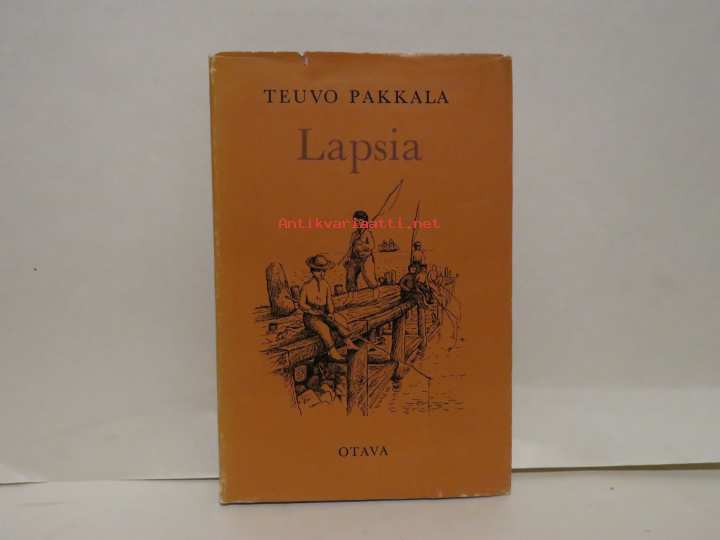 TEUVO PAKKALA
Lapsia
Antikvariaatti.net
OTAVA